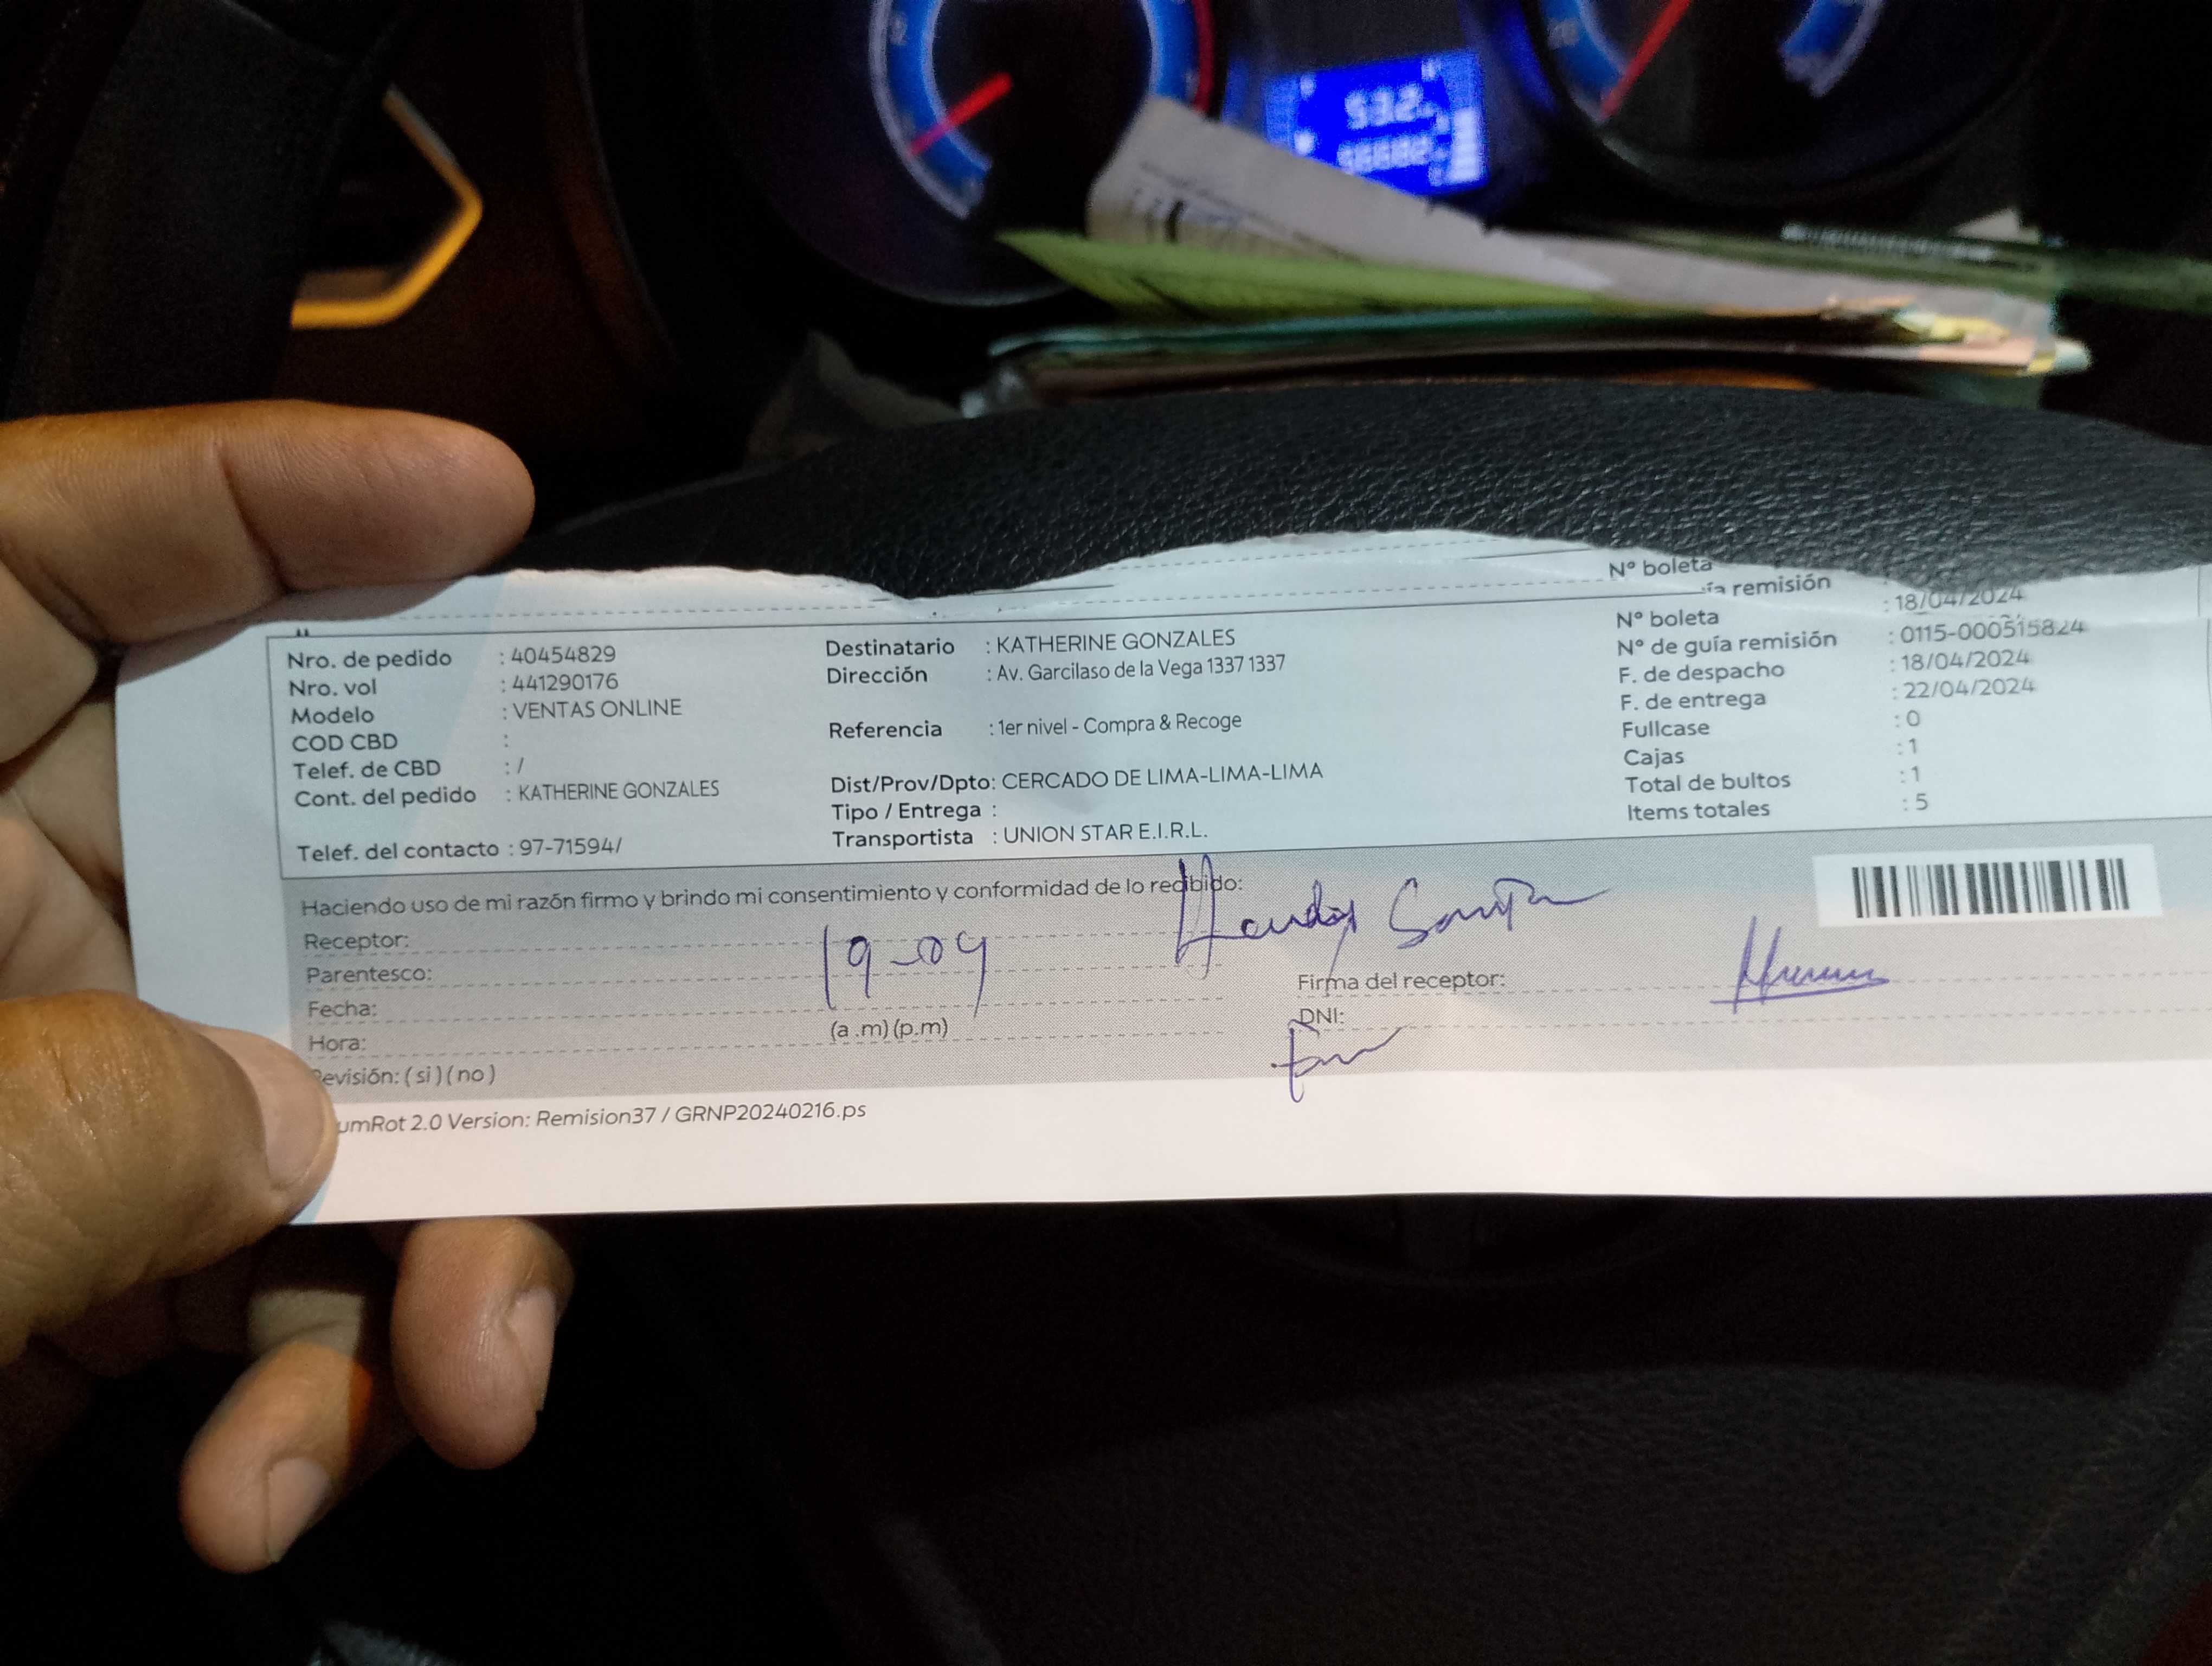 Nº boleta
ía remisión
Nro. de pedido : 40454829
Nro. vol : 441290176
Modelo : VENTAS ONLINE
COD CBD :
Telef. de CBD : /
Cont. del pedido : KATHERINE GONZALES
Telef. del contacto : 97-71594/
Destinatario : KATHERINE GONZALES
Dirección : Av. Garcilaso de la Vega 1337 1337
Referencia : 1er nivel - Compra & Recoge
Dist/Prov/Dpto: CERCADO DE LIMA-LIMA-LIMA
Tipo / Entrega :
Transportista : UNION STAR E.I.R.L.
: 18/04/2024
Nº boleta
Nº de guía remisión : 0115-000515824
F. de despacho : 18/04/2024
F. de entrega : 22/04/2024
Fullcase : 0
Cajas : 1
Total de bultos : 1
Items totales : 5
Haciendo uso de mi razón firmo y brindo mi consentimiento y conformidad de lo recibido:
Receptor:
Parentesco:
Fecha: 19-04
Hora: (a .m) (p.m)
evisión: ( si ) ( no )
Firma del receptor:
DNI:
umRot 2.0 Version: Remision37 / GRNP20240216.ps